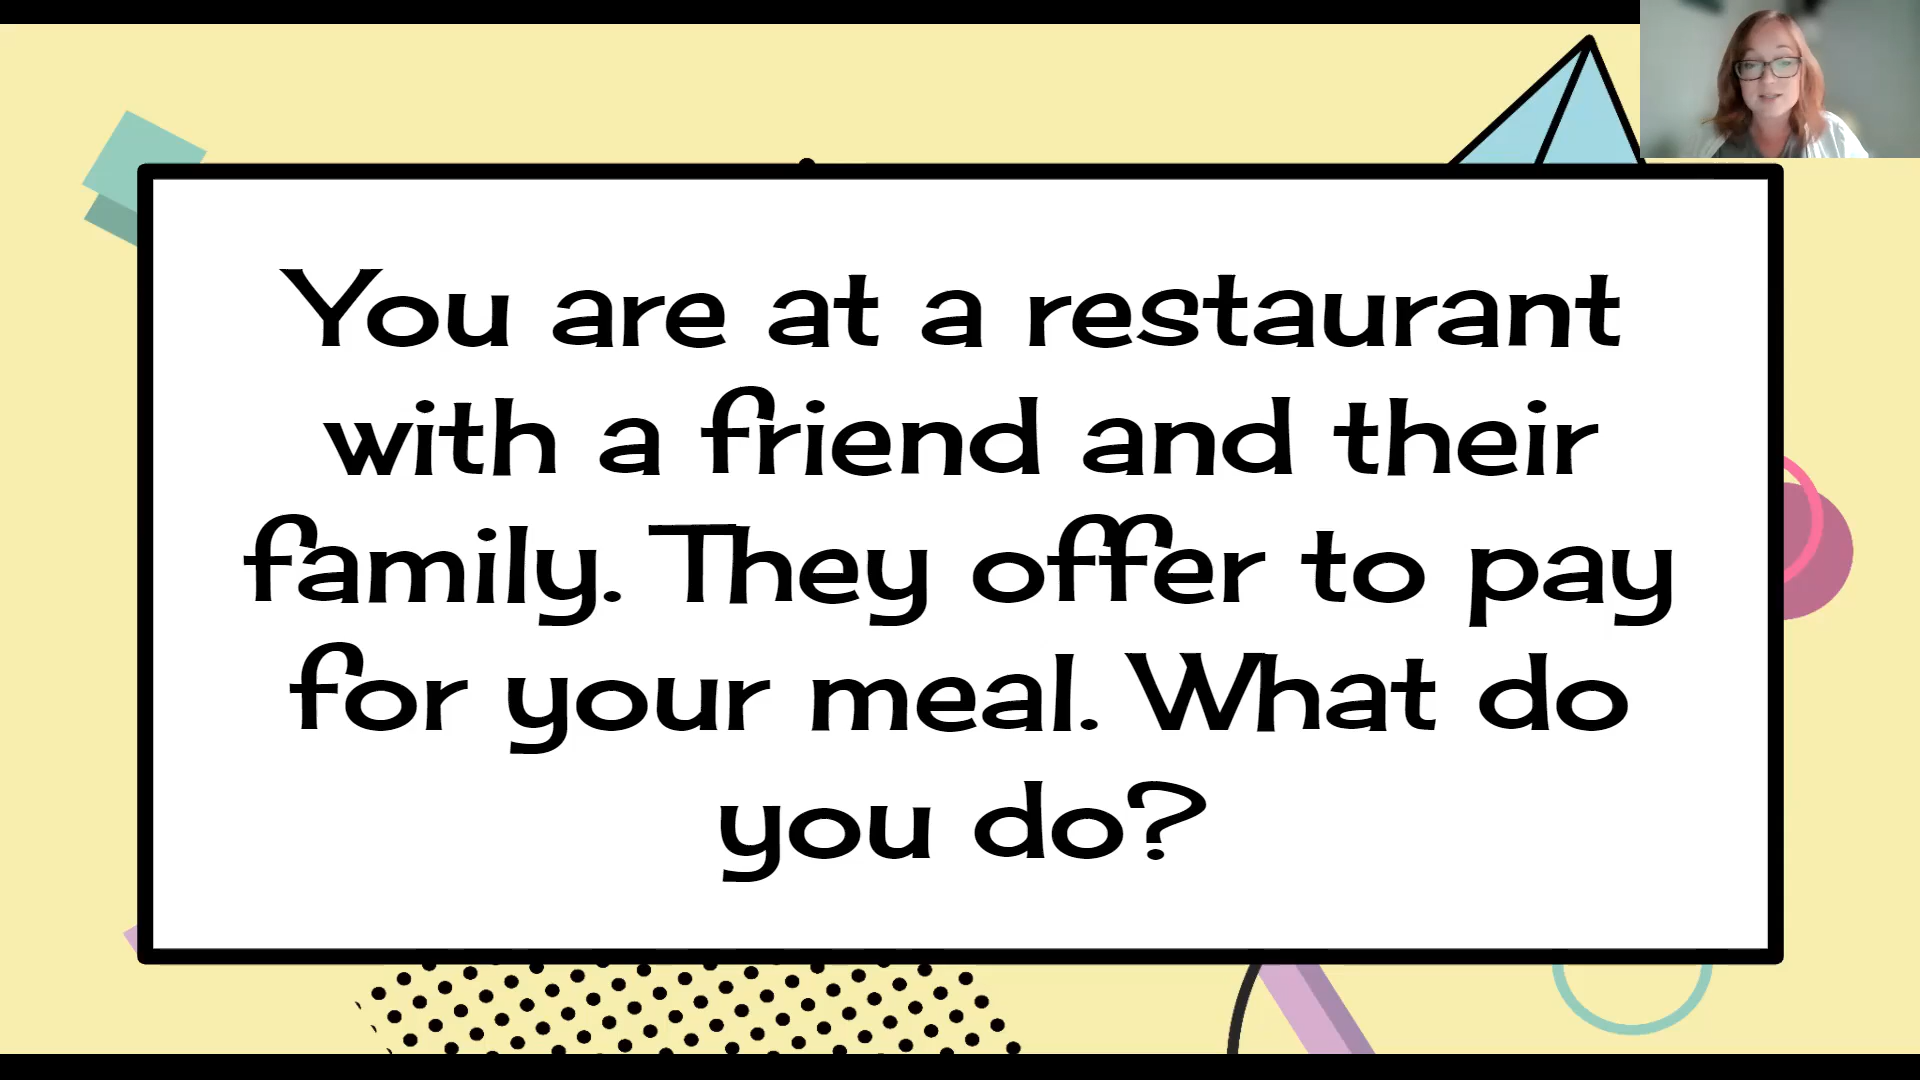 You are at a restaurant
with a friend and their
family. They offer to pay
for your meal. What do
you do?